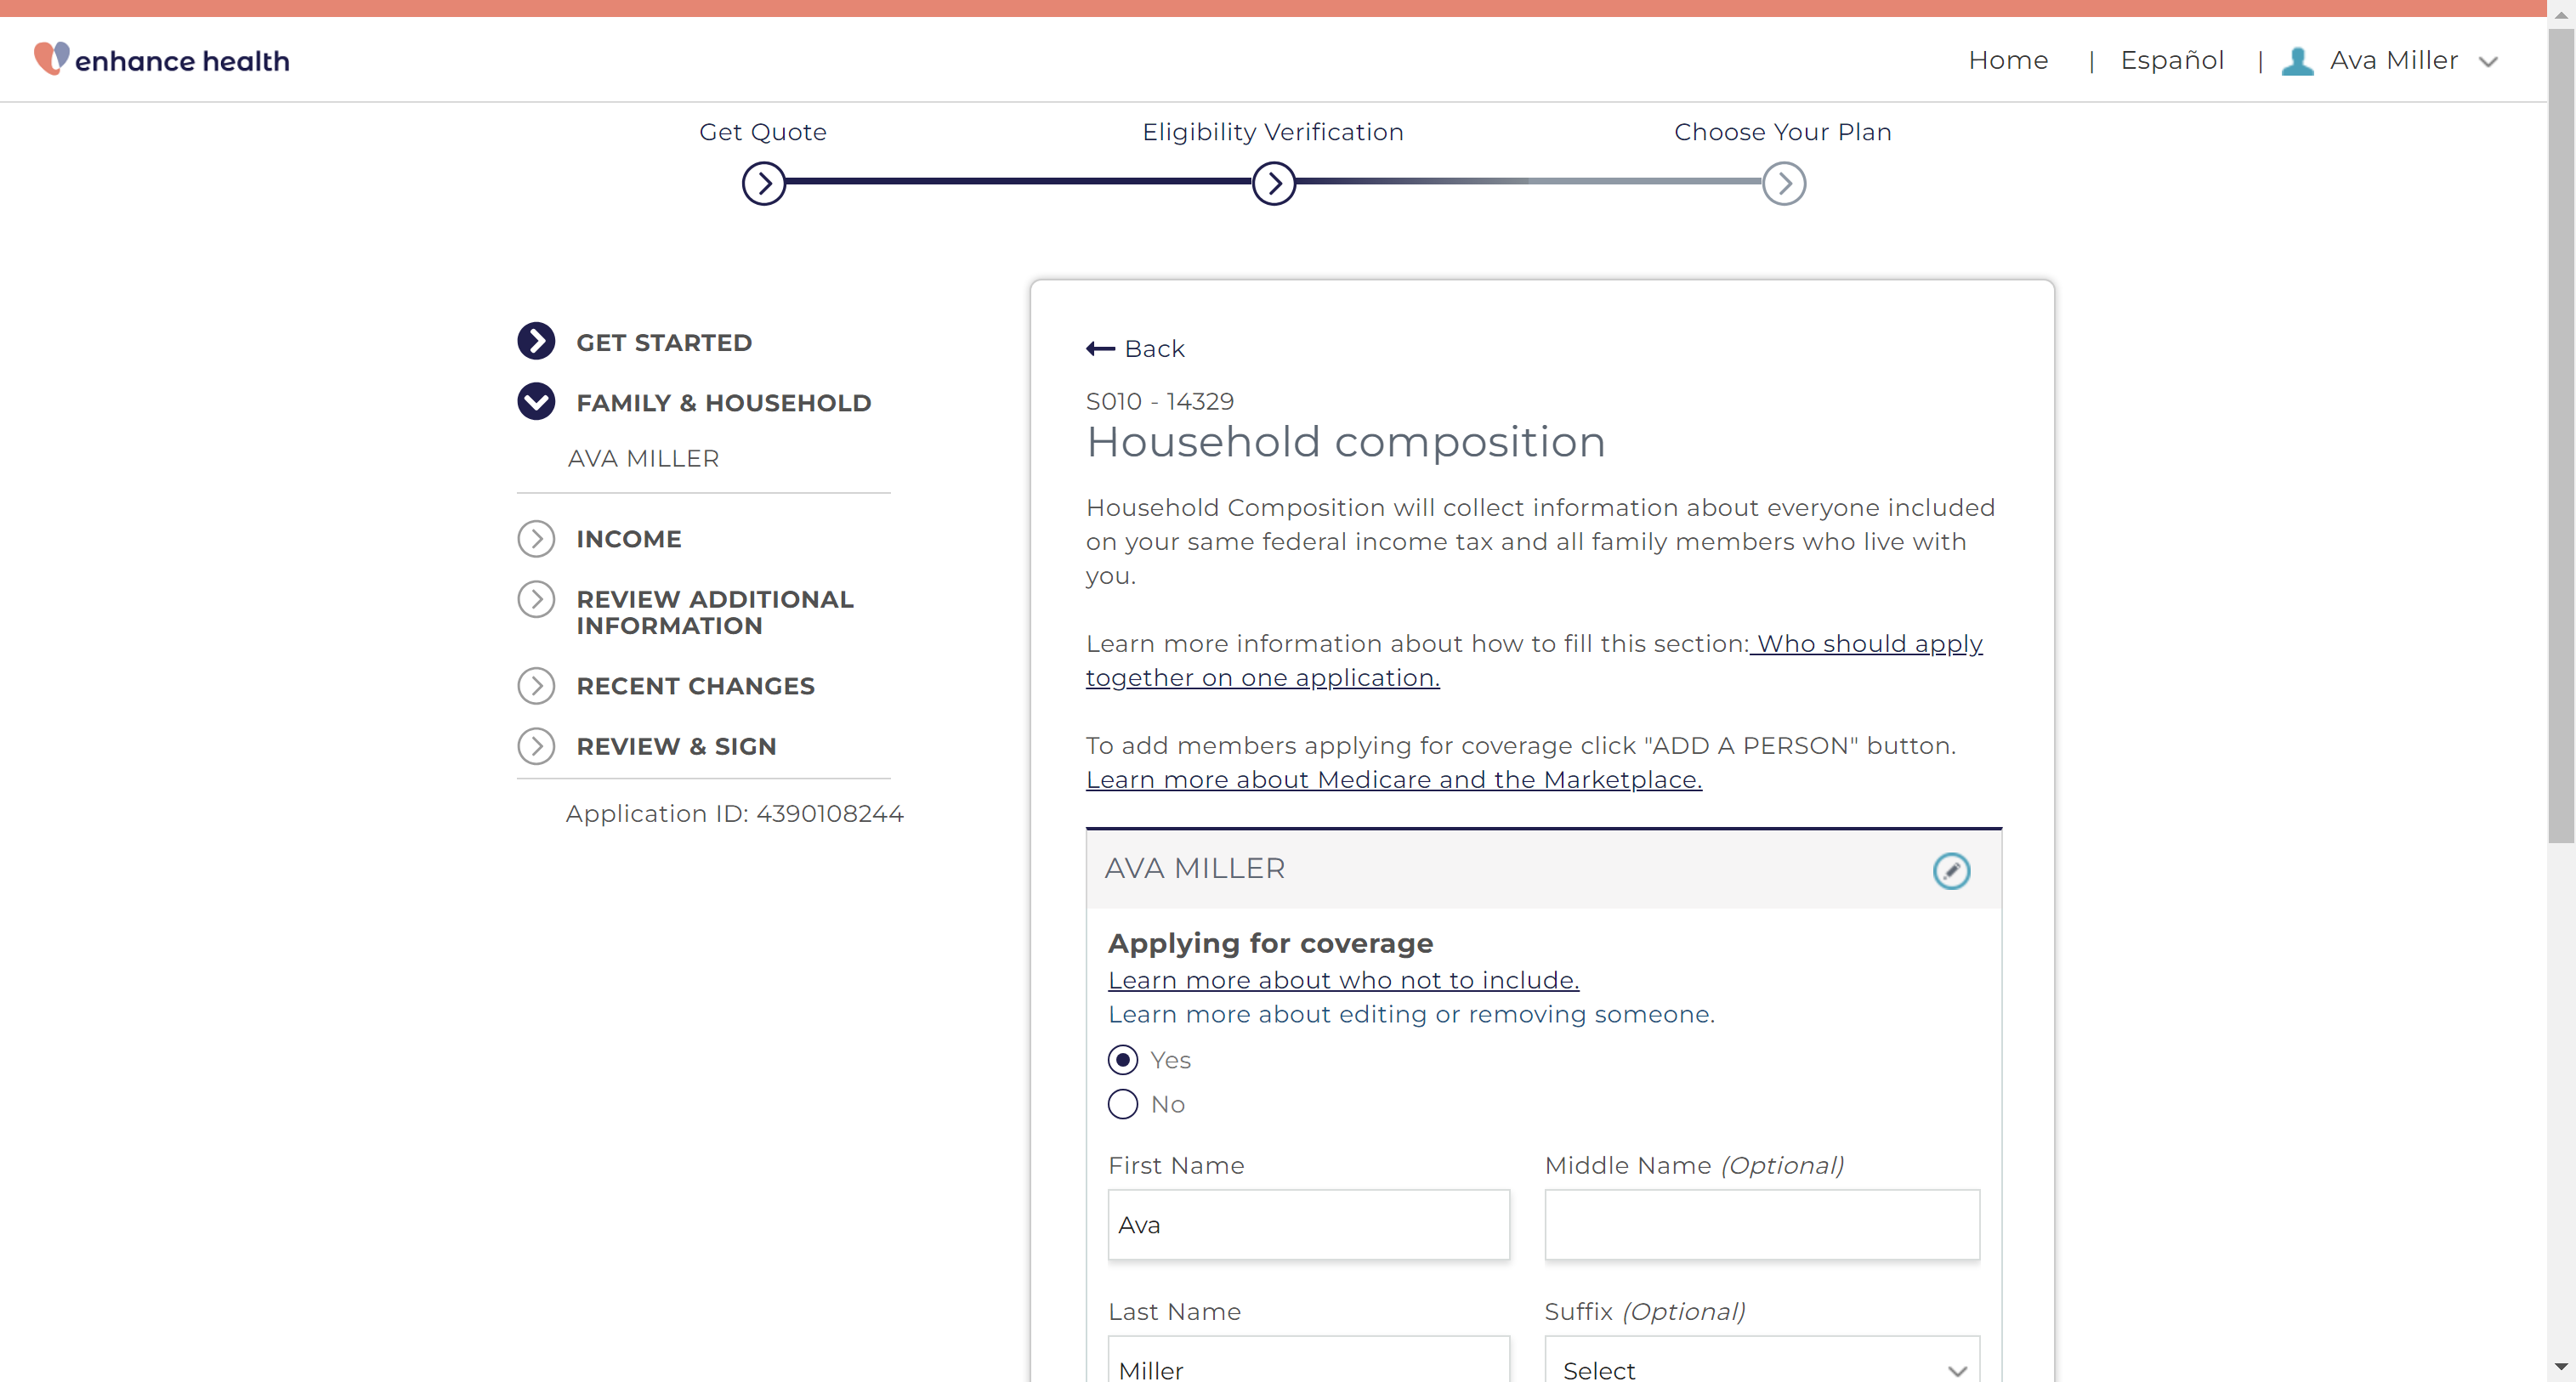 enhance health
Home | Español | Ava Miller
Get Quote
Eligibility Verification
Choose Your Plan
GET STARTED
FAMILY & HOUSEHOLD
AVA MILLER
INCOME
REVIEW ADDITIONAL
INFORMATION
RECENT CHANGES
REVIEW & SIGN
Application ID: 4390108244
Back
S010 - 14329
Household composition
Household Composition will collect information about everyone included
on your same federal income tax and all family members who live with
you.
Learn more information about how to fill this section: Who should apply
together on one application.
To add members applying for coverage click "ADD A PERSON" button.
Learn more about Medicare and the Marketplace.
AVA MILLER
Applying for coverage
Learn more about who not to include.
Learn more about editing or removing someone.
Yes
No
First Name
Middle Name (Optional)
Ava
Last Name
Suffix (Optional)
Miller
Select